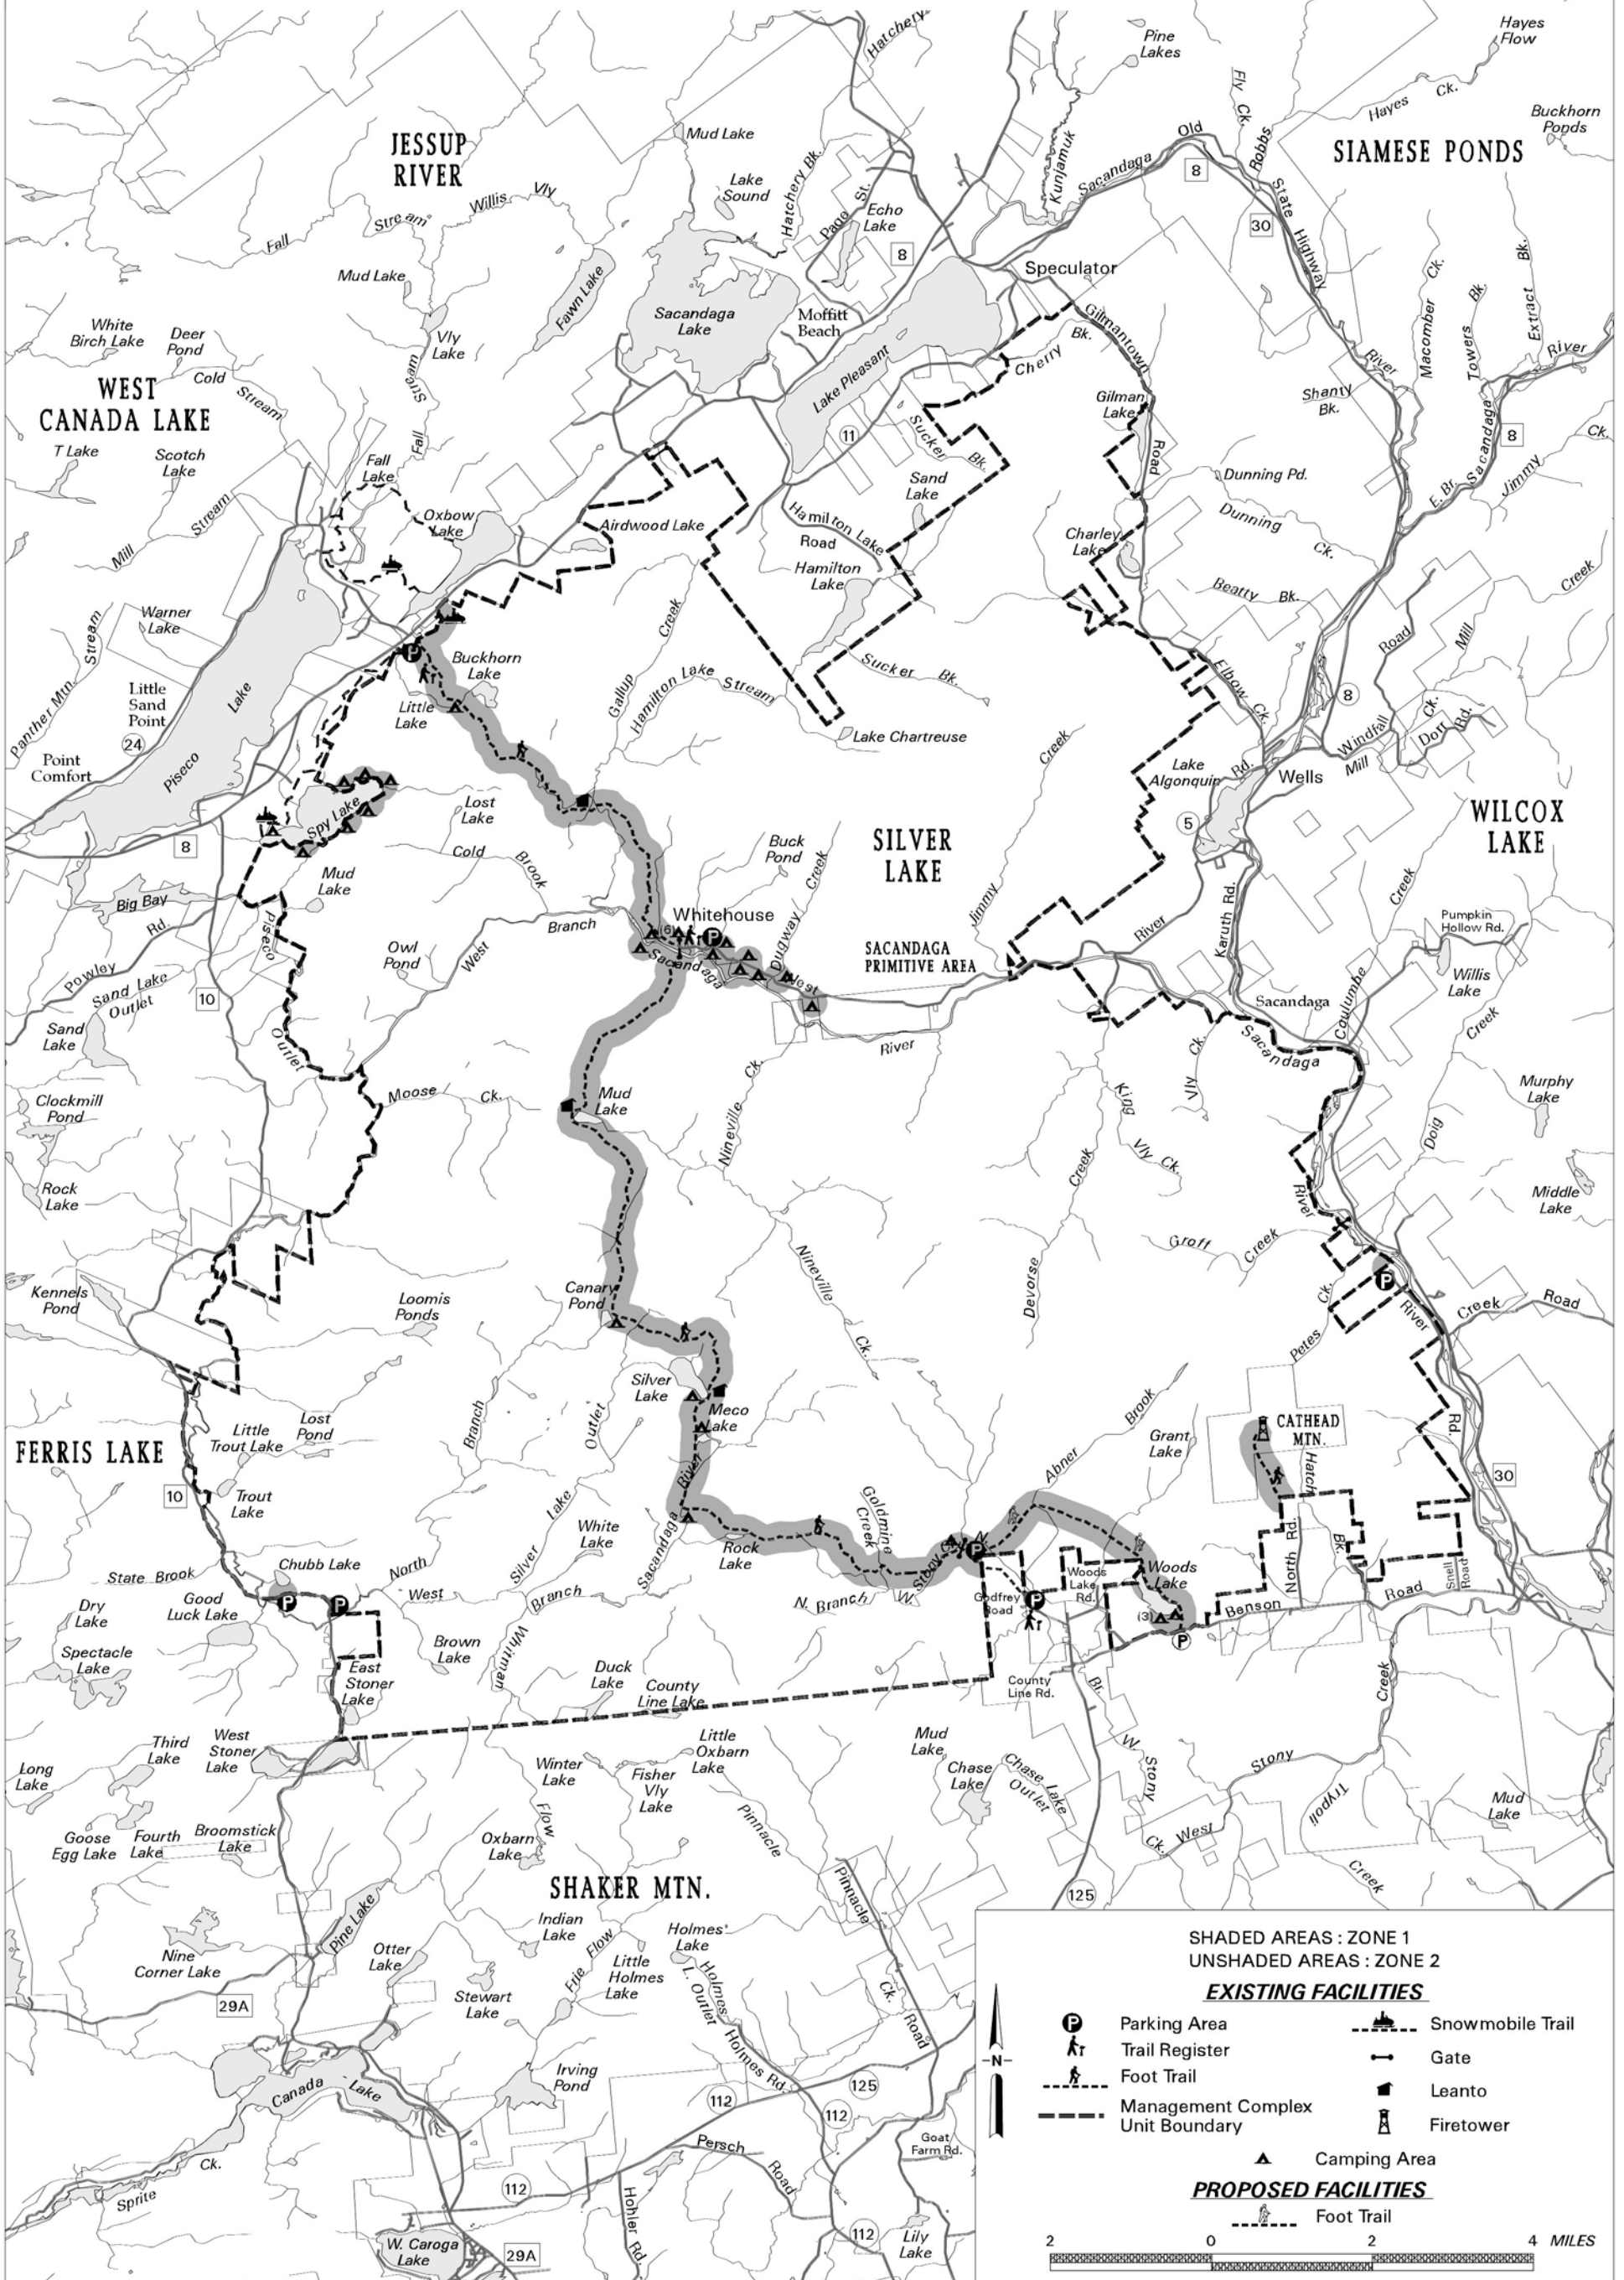 Hatchery
Pine
Lakes
Hayes
Flow
Fly Ck.
Hayes Ck.
Buckhorn
Ponds
JESSUP
RIVER
Mud Lake
Old
Robbs
SIAMESE PONDS
Kunjamuk
Sacandaga
8
Lake
Sound
Hatchery Bk.
Page St.
Echo
Lake
Willis Vly
Stream
Fall
State Highway
30
8
Mud Lake
Fawn Lake
Speculator
Sacandaga
Lake
Moffitt
Beach
Gilmantown
Macomber Ck.
Towers Bk.
Extract Bk.
River
White
Birch Lake
Deer
Pond
Vly
Lake
Cherry Bk.
River
Cold Stream
Stream
Lake Pleasant
WEST
CANADA LAKE
Gilman
Lake
Shanty
Bk.
11
Sucker Bk.
Road
8
Ck.
T Lake
Scotch
Lake
Fall
Fall
Lake
Sand
Lake
Dunning Pd.
Sacandaga
E. Br.
Jimmy
Mill Stream
Oxbow
Lake
Airdwood Lake
Hamilton Lake
Road
Dunning Ck.
Charley
Lake
Hamilton
Lake
Beatty Bk.
Creek
Warner
Lake
Creek
Road
Mill
Panther Mtn. Stream
Buckhorn
Lake
Sucker Bk.
Elbow Ck.
Little
Sand
Point
Lake
Little
Lake
Gallup
Hamilton Lake Stream
8
Ck.
Dorr Rd.
24
Lake Chartreuse
Windfall
Point
Comfort
Piseco
Creek
Lake
Algonquin
Rd.
Wells
Mill
Spy Lake
Lost
Lake
5
WILCOX
LAKE
8
Cold Brook
Buck
Pond
SILVER
LAKE
Mud
Lake
Creek
Creek
Big Bay
Rd.
Piseco
Whitehouse
(6)
Branch
Dugway
Jimmy
River
Karuth Rd.
Pumpkin
Hollow Rd.
Owl
Pond
West
Sacandaga
West
SACANDAGA
PRIMITIVE AREA
Powley
Sand Lake
Outlet
10
Willis
Lake
Sacandaga
Coulumbe
Sand
Lake
Outlet
River
Sacandaga
Creek
Ck.
Ck.
Clockmill
Pond
Moose Ck.
Mud
Lake
King
Vly
Murphy
Lake
Nineville
Vly Ck.
Doig
Rock
Lake
Creek
River
Middle
Lake
Groff Creek
Kennels
Pond
Loomis
Ponds
Canary
Pond
Nineville
Ck.
Devorse
Ck.
Petes
River
Creek Road
Silver
Lake
Meco
Lake
Brook
FERRIS LAKE
Little
Trout Lake
Lost
Pond
Branch
Outlet
River
Abner
Grant
Lake
CATHEAD
MTN.
Hatch
Rd.
30
10
Trout
Lake
Lake
White
Lake
Sacandaga
Rock
Lake
Goldmine
Creek
Stony Ck.
N.
North Rd.
Bk.
Chubb Lake
State Brook
North
West
Silver
Branch
Woods
Lake
Woods
Lake
Rd.
Snell
Road
Dry
Lake
Good
Luck Lake
N. Branch W.
Godfrey
Road
(3)
Benson Road
Spectacle
Lake
Brown
Lake
Whitman
East
Stoner
Lake
Duck
Lake
County
Line Lake
County
Line Rd.
Br.
Creek
Third
Lake
West
Stoner
Lake
Little
Oxbarn
Lake
Mud
Lake
Long
Lake
Winter
Lake
Fisher
Vly
Lake
Chase
Lake
Chase Lake
Outlet
W. Stony
Stony
Goose
Egg Lake
Fourth
Lake
Broomstick
Lake
Flow
Pinnacle
Tryoll
Mud
Lake
Oxbarn
Lake
Ck. West
SHAKER MTN.
Creek
Pinnacle
125
Pine Lake
Indian
Lake
Holmes'
Lake
Nine
Corner Lake
Otter
Lake
Frie Flow
Little
Holmes
Lake
L. Outlet
Holmes
29A
Stewart
Lake
Ck.
Road
Holmes Rd.
Canada Lake
Irving
Pond
125
112
112
Persch Road
Goat
Farm Rd.
Ck.
Sprite
112
Hohler Rd.
W. Caroga
Lake
29A
112
Lily
Lake
SHADED AREAS : ZONE 1
UNSHADED AREAS : ZONE 2
EXISTING FACILITIES
P Parking Area
Snowmobile Trail
Trail Register
Gate
Foot Trail
Leanto
Management Complex
Unit Boundary
Firetower
Camping Area
PROPOSED FACILITIES
Foot Trail
-N-
2 0 2 4 MILES